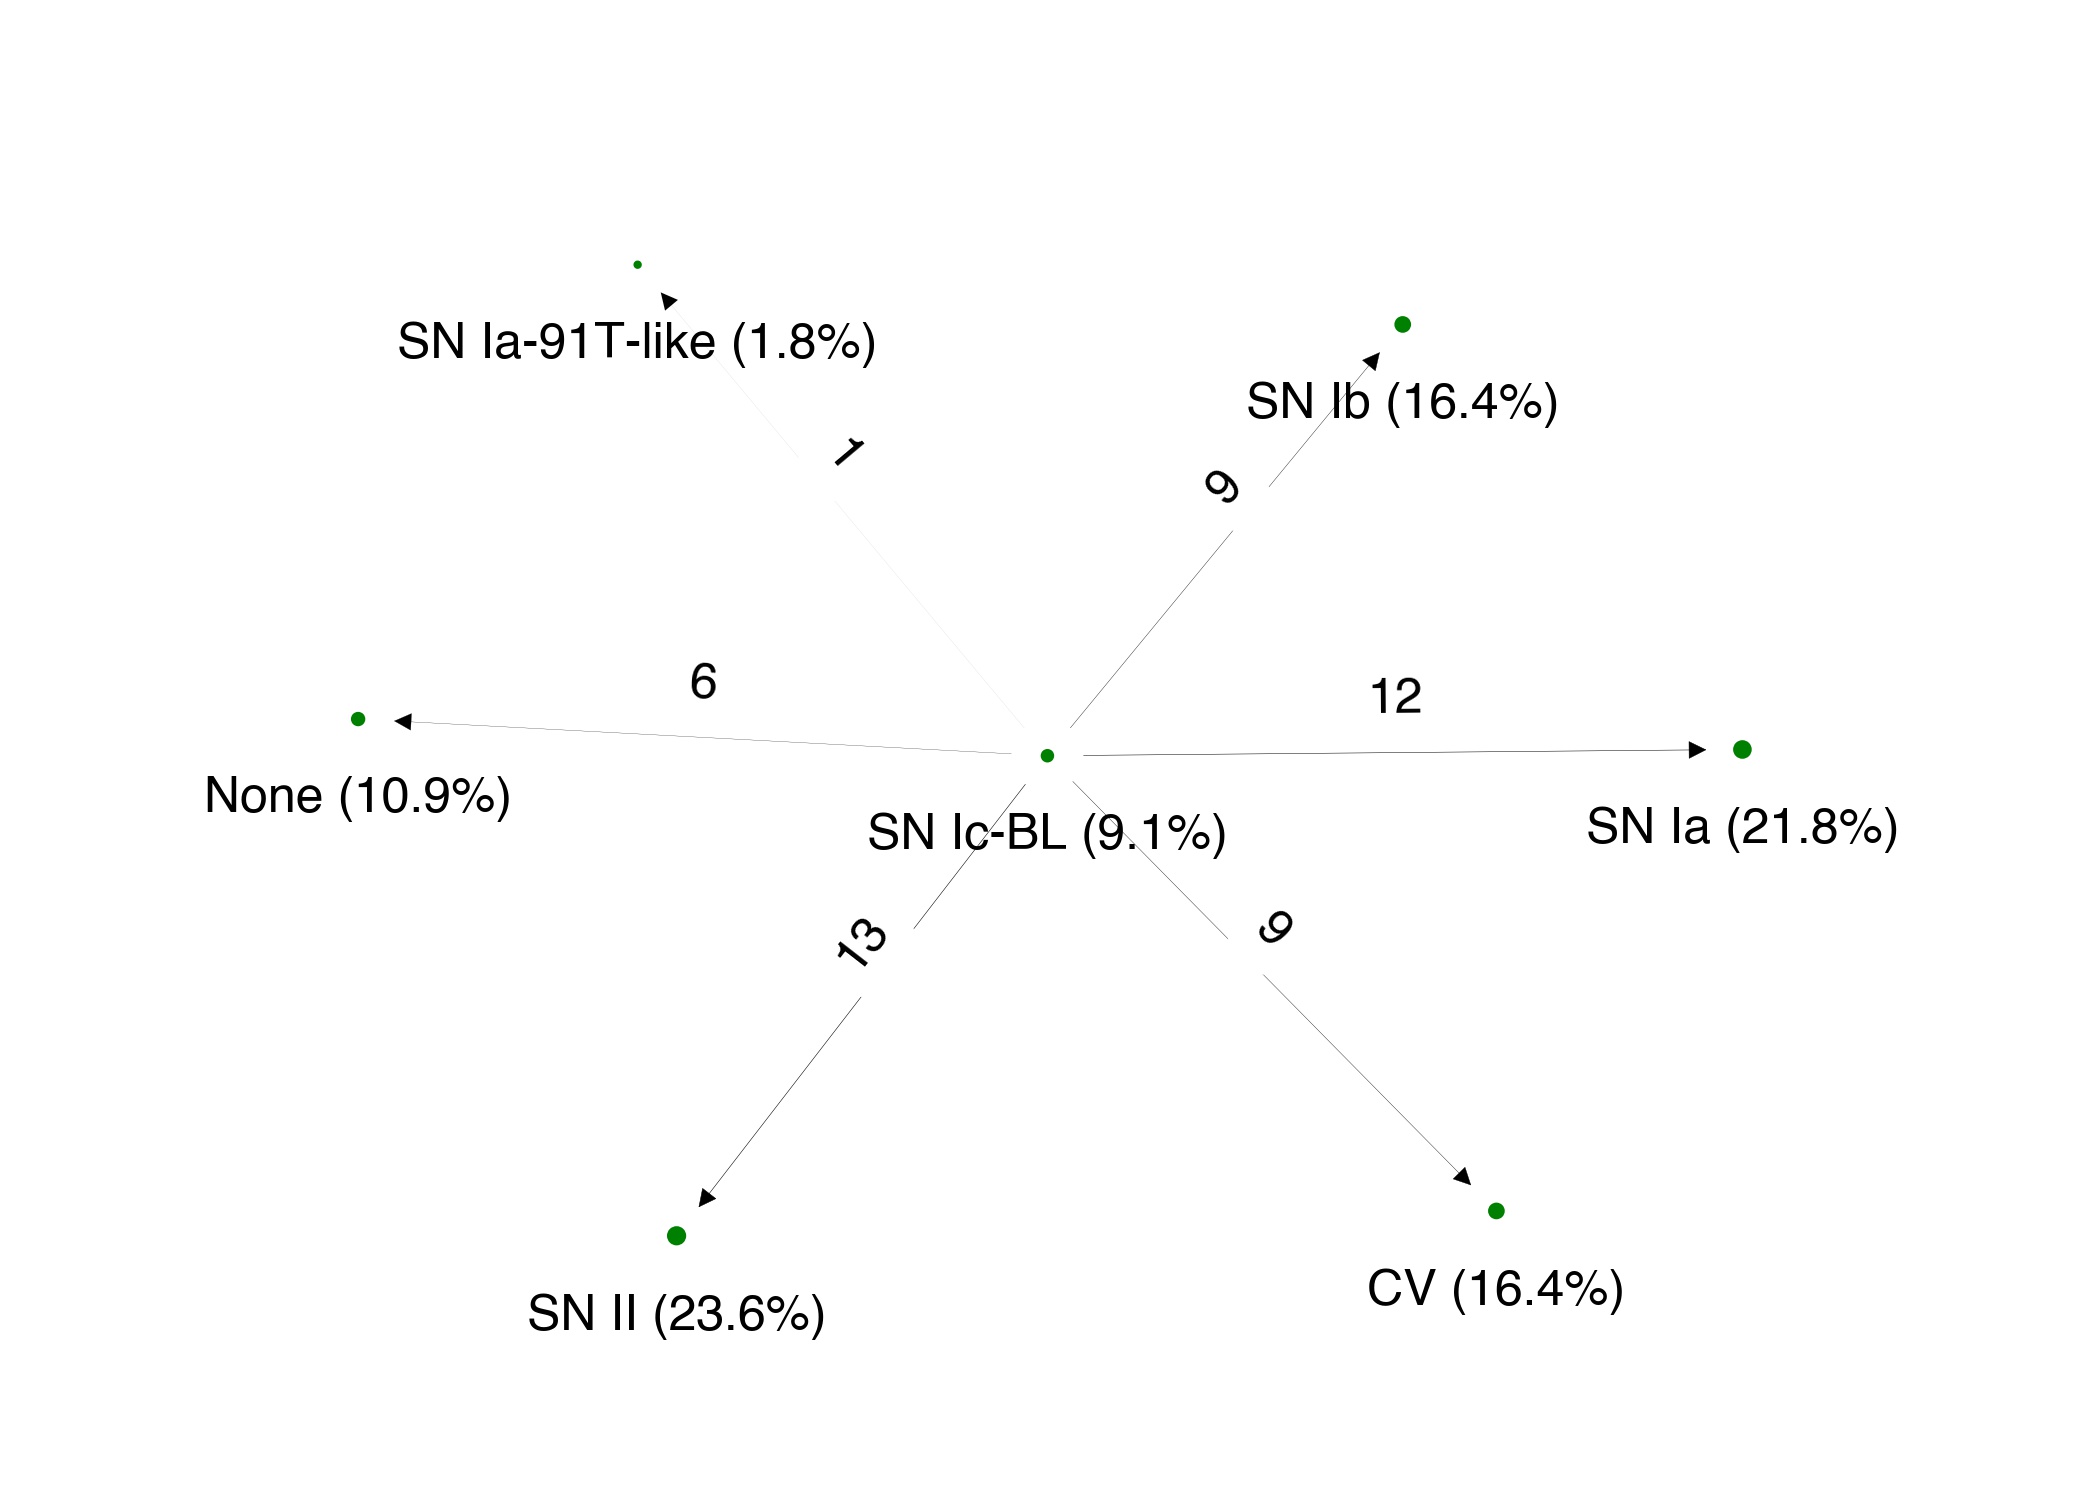 SN Ia-91T-like (1.8%)
SN Ib (16.4%)
1
9
6
12
None (10.9%)
SN Ic-BL (9.1%)
SN Ia (21.8%)
13
9
CV (16.4%)
SN II (23.6%)